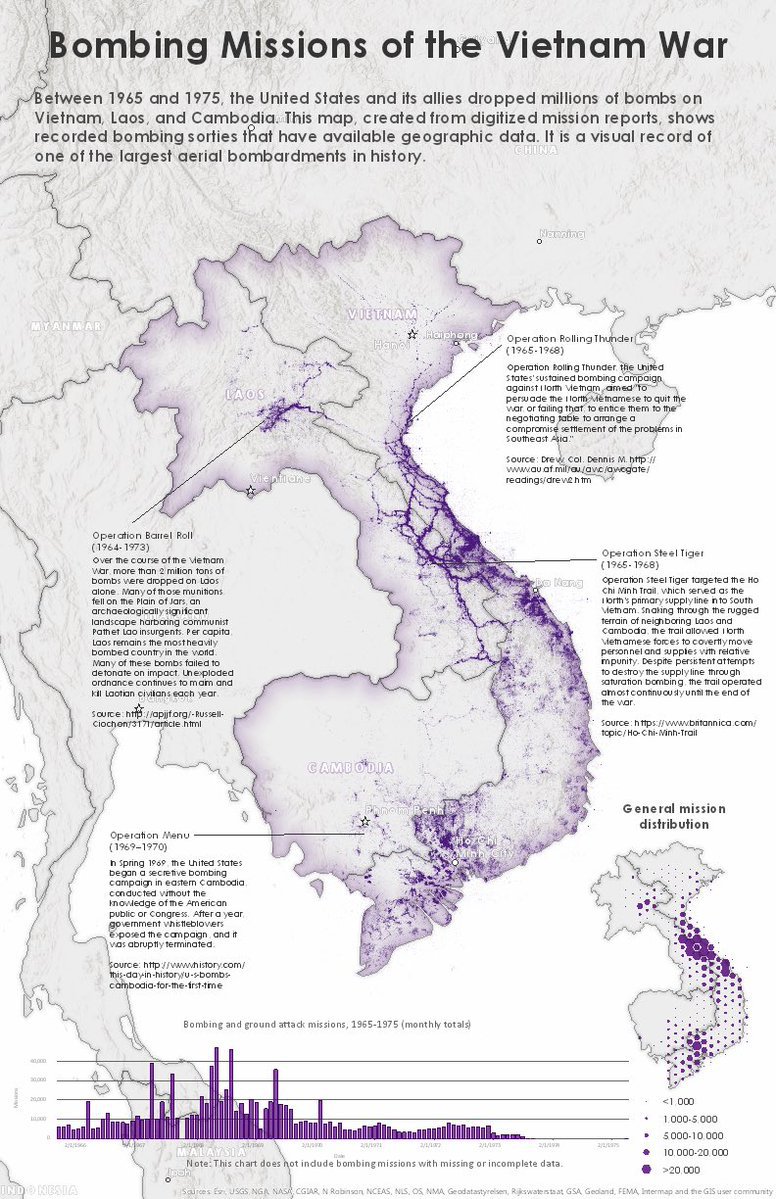 Bombing Missions of the Vietnam War
Between 1965 and 1975, the United States and its allies dropped millions of bombs on
Vietnam, Laos, and Cambodia. This map, created from digitized mission reports, shows
recorded bombing sorties that have available geographic data. It is a visual record of
one of the largest aerial bombardments in history.
CHINA
Nanning
MYANMAR
VIETNAM
Hanoi
Haiphong
LAOS
Vientiane
Operation Rolling Thunder
(1965-1968)
Operation Rolling Thunder, the United
States' sustained bombing campaign
against North Vietnam, aimed "to
persuade the North Vietnamese to quit the
war, or failing that, to entice them to the
negotiating table to arrange a
compromise settlement of the problems in
Southeast Asia."
Source: Drew, Col. Dennis M. http://
www.au.af.mil/au/awc/awcgate/
readings/drew2.htm
Operation Barrel Roll
(1964-1973)
Over the course of the Vietnam
War, more than 2 million tons of
bombs were dropped on Laos
alone. Many of those munitions
fell on the Plain of Jars, an
archaeologically significant
landscape harboring communist
Pathet Lao insurgents. Per capita,
Laos remains the most heavily
bombed country in the world.
Many of these bombs failed to
detonate on impact. Unexploded
ordnance continues to maim and
kill Laotian civilians each year.
Source: http://apjjf.org/-Russell-
Ciochon/3171/article.html
Operation Steel Tiger
(1965-1968)
Da Nang
Operation Steel Tiger targeted the Ho
Chi Minh Trail, which served as the
North's primary supply line into South
Vietnam. Snaking through the rugged
terrain of neighboring Laos and
Cambodia, the trail allowed North
Vietnamese forces to covertly move
personnel and supplies with relative
impunity. Despite persistent attempts
to destroy the supply line through
saturation bombing, the trail operated
almost continuously until the end of
the war.
Source: https://www.britannica.com/
topic/Ho-Chi-Minh-Trail
CAMBODIA
Phnom Penh
Ho Chi
Minh City
Operation Menu
(1969–1970)
In Spring 1969, the United States
began a secretive bombing
campaign in eastern Cambodia,
conducted without the
knowledge of the American
public or Congress. After a year,
government whistleblowers
exposed the campaign, and it
was abruptly terminated.
Source: http://www.history.com/
this-day-in-history/u-s-bombs-
cambodia-for-the-first-time
General mission
distribution
<1.000
1.000-5.000
5.000-10.000
10.000-20.000
>20.000
Bombing and ground attack missions, 1965-1975 (monthly totals)
Missions
40,000
30,000
20,000
10,000
0
Date
MALAYSIA
INDONESIA
Note: This chart does not include bombing missions with missing or incomplete data.
Sources: Esri, USGS, NGA, NASA, CGIAR, N Robinson, NCEAS, NLS, OS, NMA, Geodatastyrelsen, Rijkswaterstaat, GSA, Geoland, FEMA, Intermap and the GIS user community